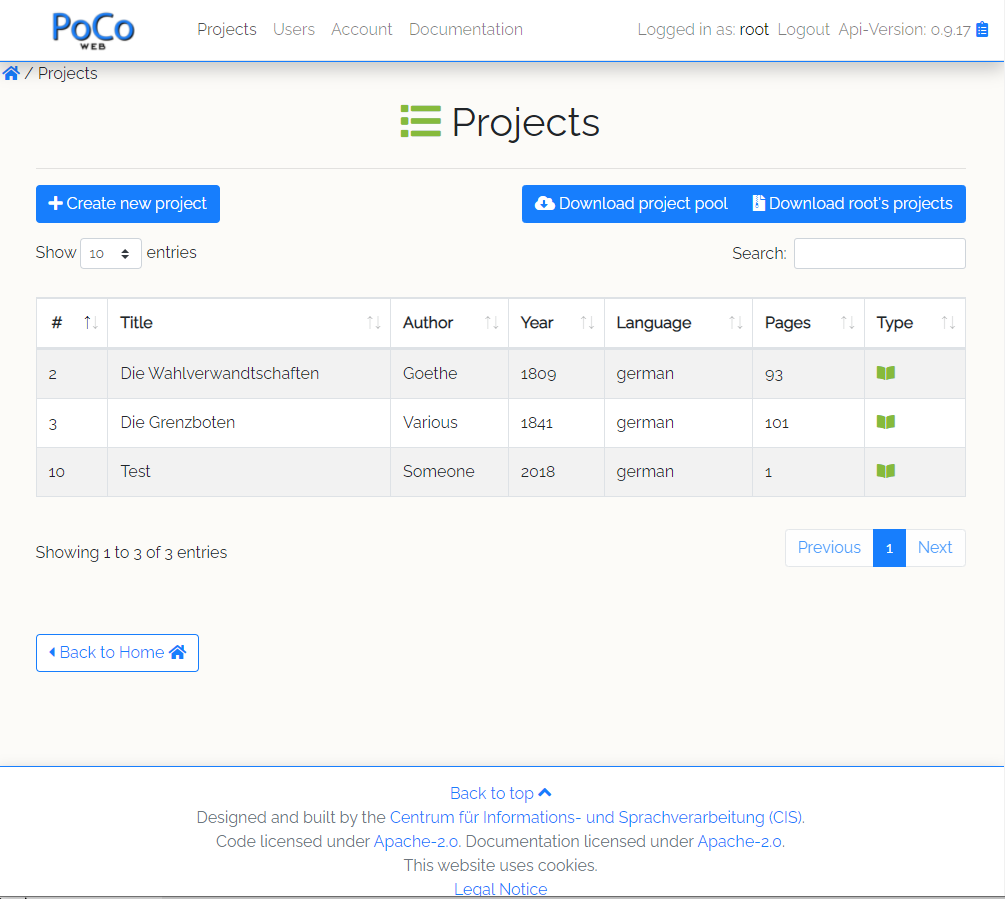 PoCo
WEB
Projects Users Account Documentation Logged in as: root Logout Api-Version: 0.9.17
/ Projects
Projects
Create new project Download project pool Download root's projects
Show 10 entries Search:
# Title Author Year Language Pages Type
2 Die Wahlverwandtschaften Goethe 1809 german 93
3 Die Grenzboten Various 1841 german 101
10 Test Someone 2018 german 1
Showing 1 to 3 of 3 entries Previous 1 Next
Back to Home
Back to top
Designed and built by the Centrum für Informations- und Sprachverarbeitung (CIS).
Code licensed under Apache-2.0. Documentation licensed under Apache-2.0.
This website uses cookies.
Legal Notice